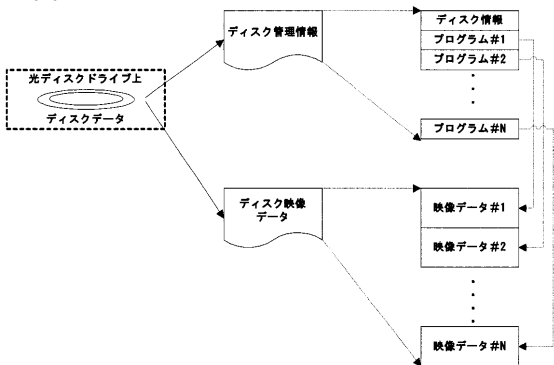 光ディスクドライブ上
ディスクデータ
ディスク管理情報
ディスク情報
プログラム#1
プログラム#2
プログラム#N
ディスク映像
データ
映像データ#1
映像データ#2
映像データ#N